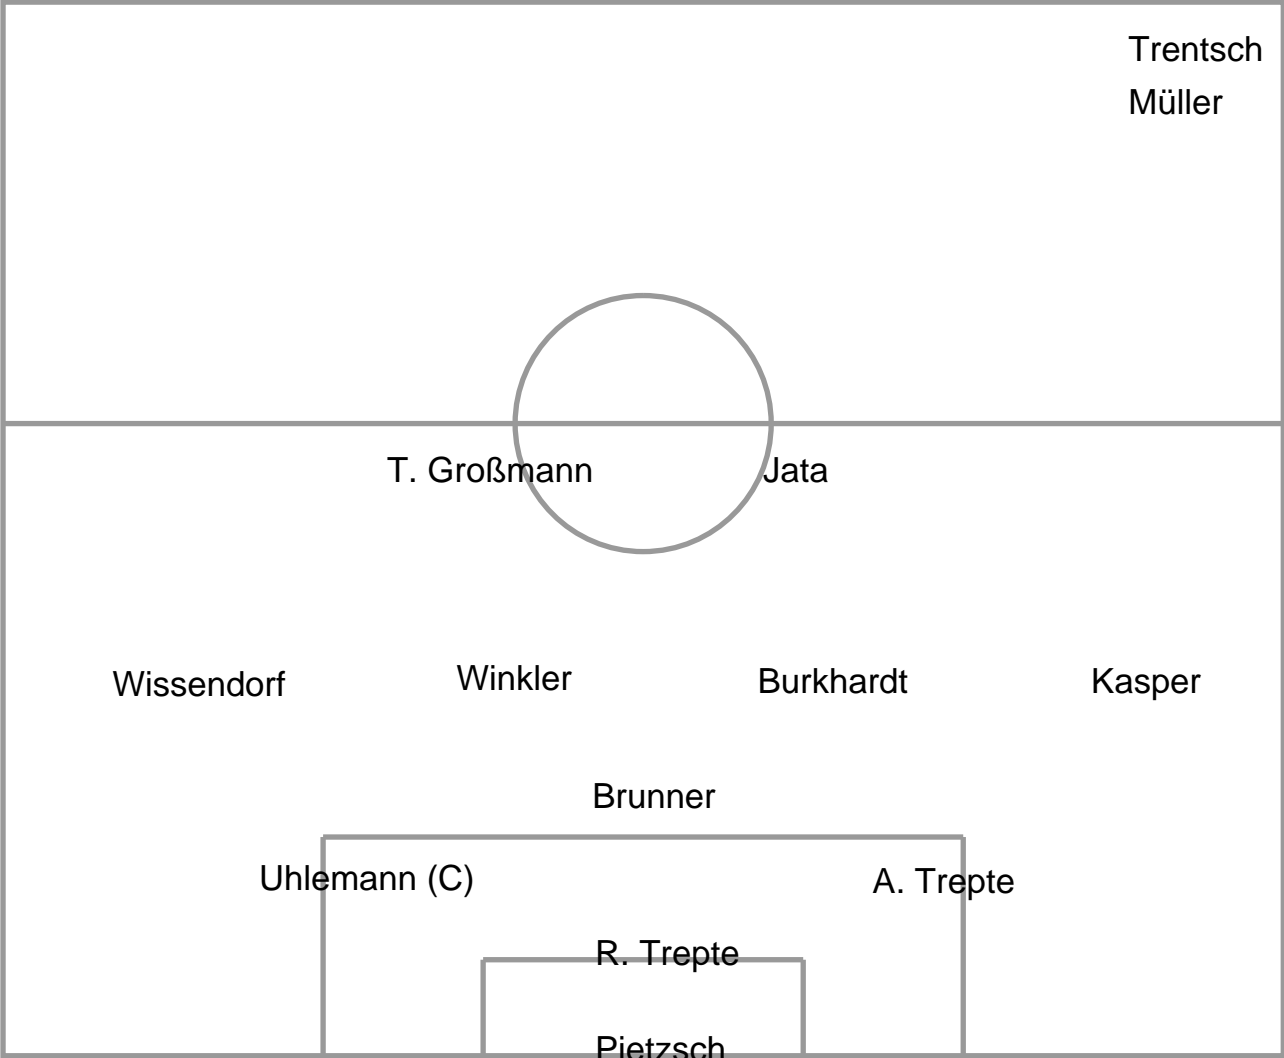 Trentsch
Müller
T. Großmann Jata
Wissendorf Winkler Burkhardt Kasper
Brunner
Uhlemann (C) A. Trepte
R. Trepte
Pietzsch